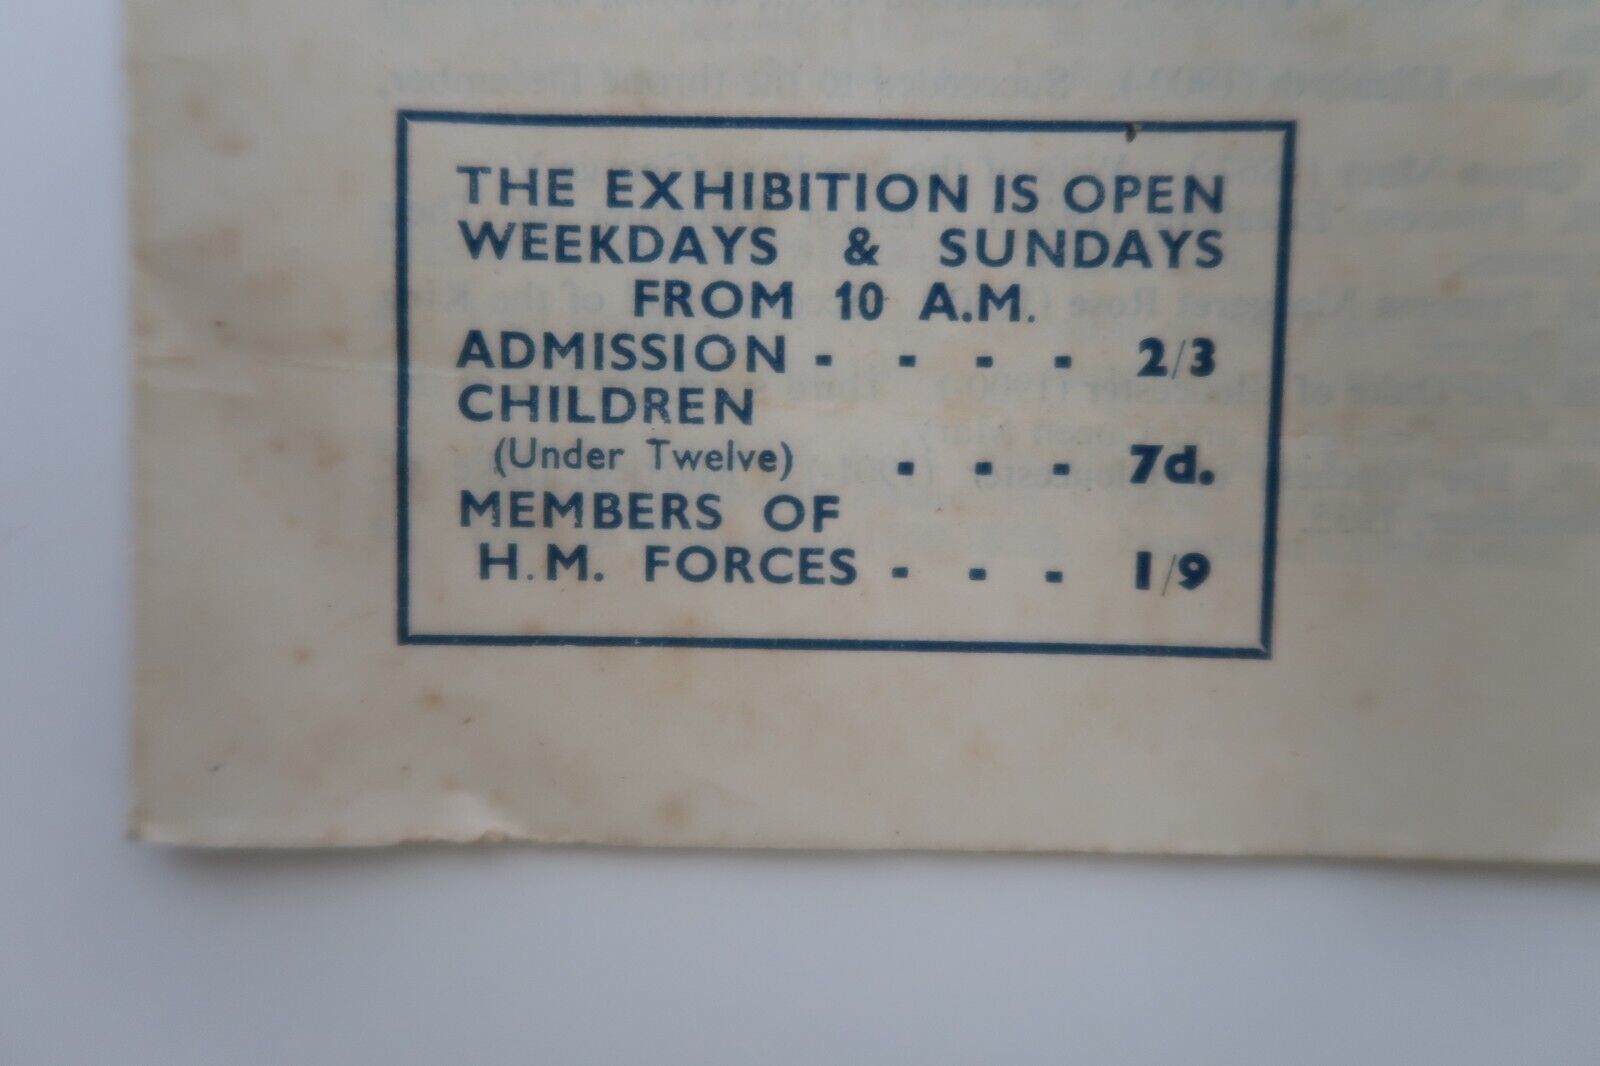 THE EXHIBITION IS OPEN
WEEKDAYS & SUNDAYS
FROM 10 A.M.
ADMISSION - - - - 2/3
CHILDREN
(Under Twelve) - - - 7d.
MEMBERS OF
H.M. FORCES - - - 1/9